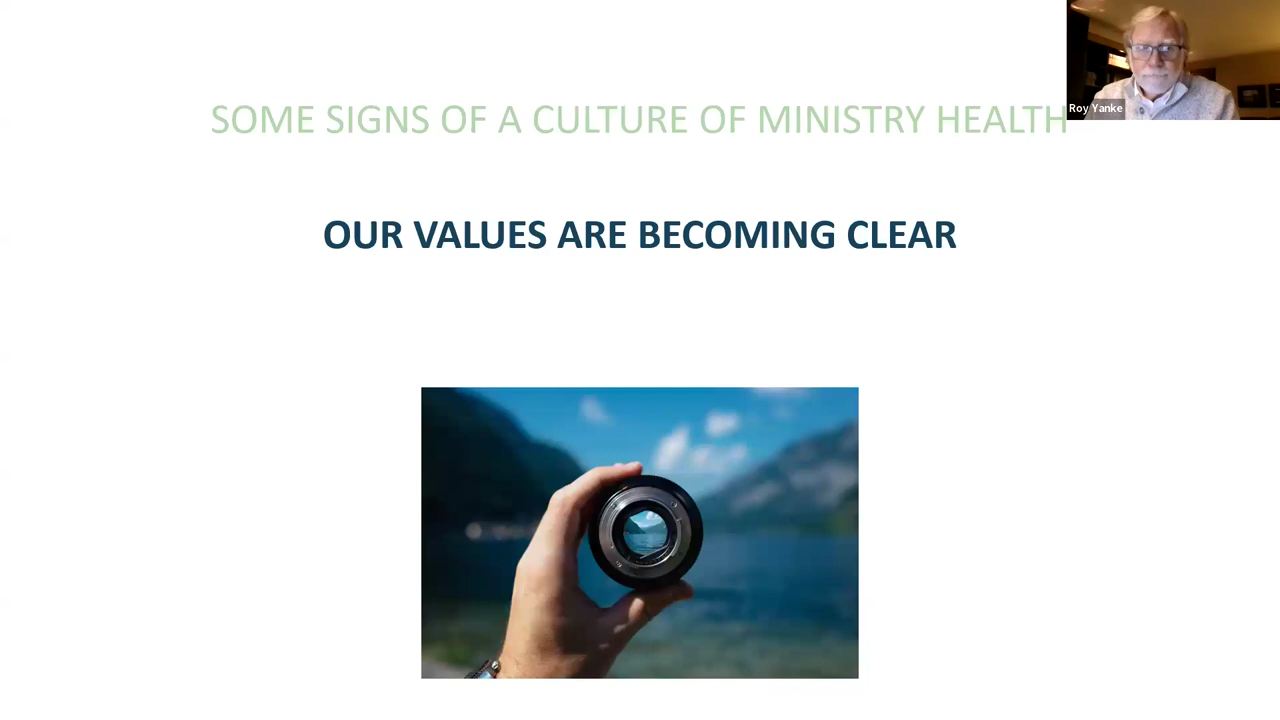 SOME SIGNS OF A CULTURE OF MINISTRY HEALTH
Roy Yanke
OUR VALUES ARE BECOMING CLEAR